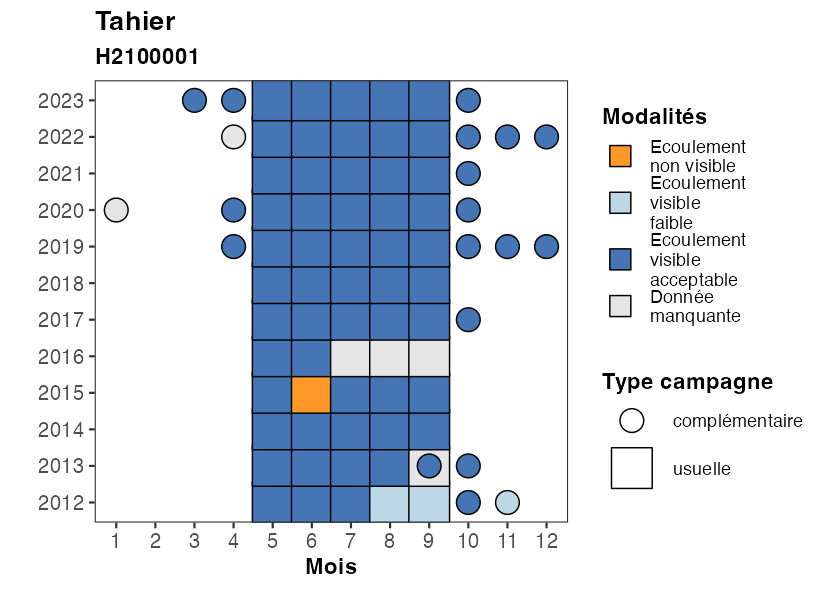 Tahier
H2100001
2023
2022
2021
2020
2019
2018
2017
2016
2015
2014
2013
2012
1 2 3 4 5 6 7 8 9 10 11 12
Mois
Modalités
Ecoulement
non visible
Ecoulement
visible
faible
Ecoulement
visible
acceptable
Donnée
manquante
Type campagne
complémentaire
usuelle